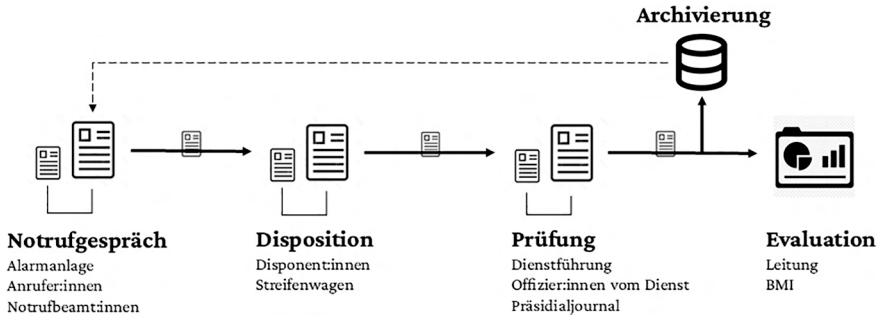 Archivierung
Notrufgespräch
Alarmanlage
Anrufer:innen
Notrufbeamt:innen
Disposition
Disponent:innen
Streifenwagen
Prüfung
Dienstführung
Offizier:innen vom Dienst
Präsidialjournal
Evaluation
Leitung
BMI